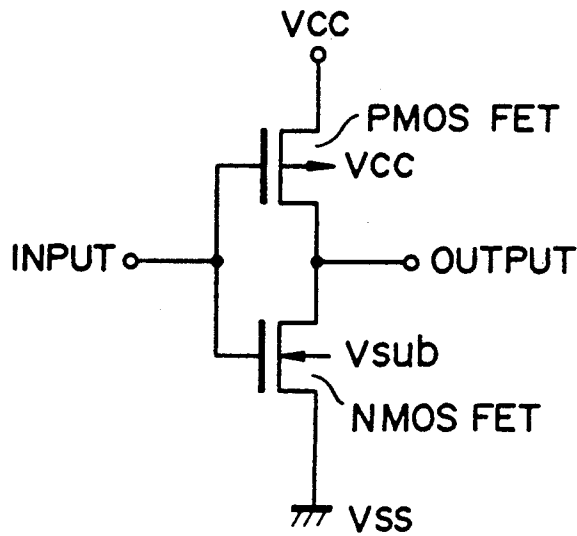 VCC
PMOS FET
VCC
INPUT
OUTPUT
Vsub
NMOS FET
VSS